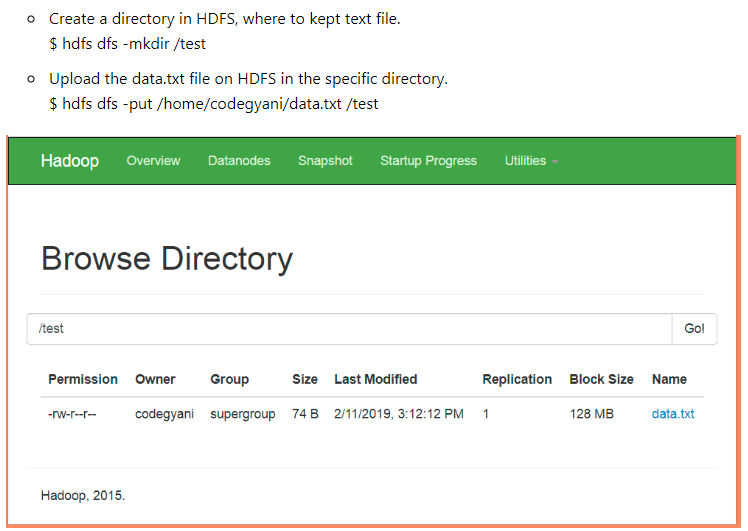 Create a directory in HDFS, where to kept text file.
$ hdfs dfs -mkdir /test
Upload the data.txt file on HDFS in the specific directory.
$ hdfs dfs -put /home/codegyani/data.txt /test
Hadoop Overview Datanodes Snapshot Startup Progress Utilities
Browse Directory
/test Go!
Permission Owner Group Size Last Modified Replication Block Size Name
-rw-r--r-- codegyani supergroup 74 B 2/11/2019, 3:12:12 PM 1 128 MB data.txt
Hadoop, 2015.